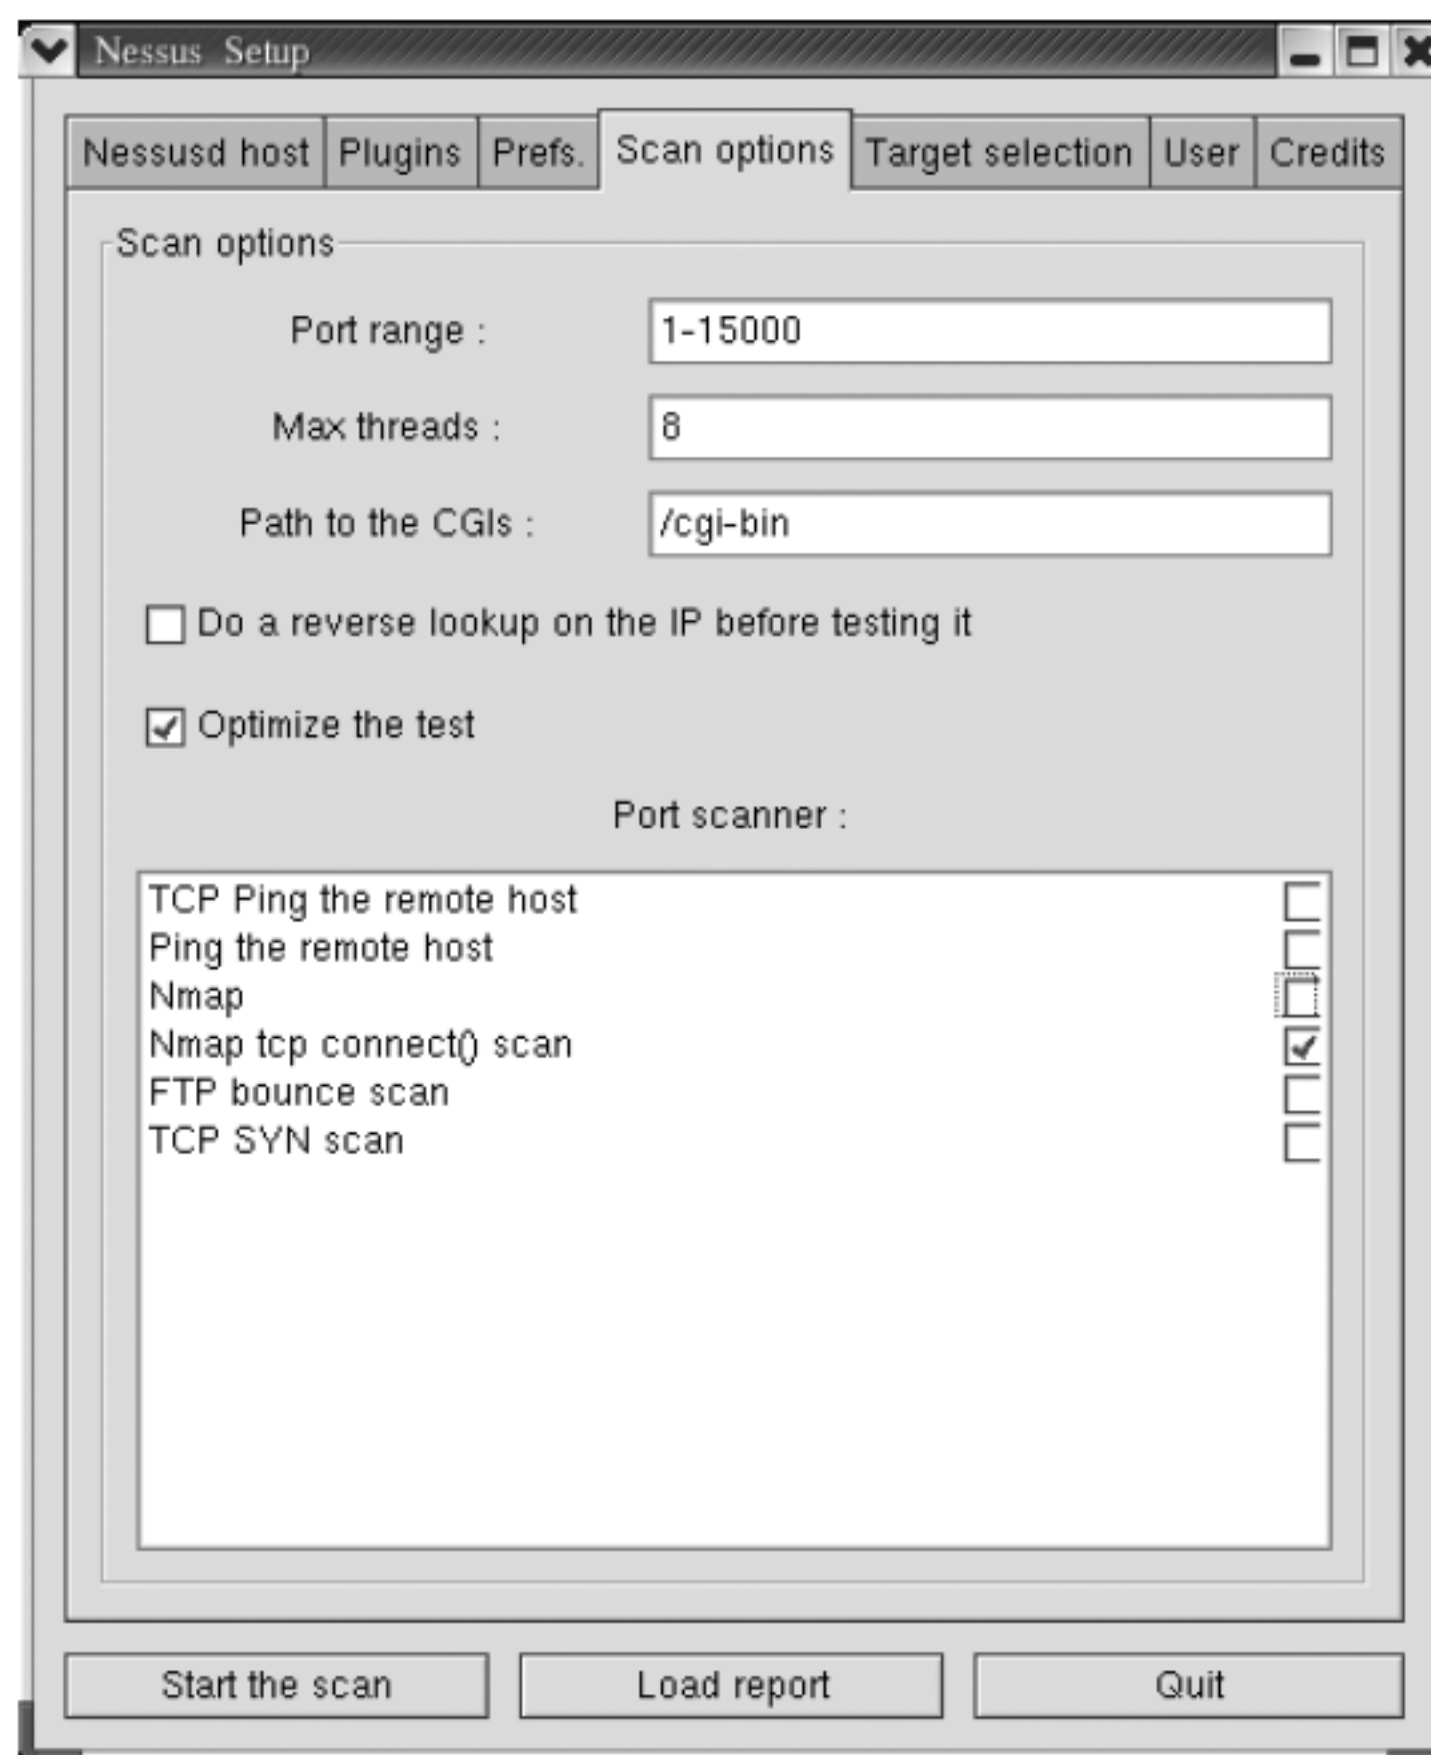 Nessus Setup
Nessusd host Plugins Prefs. Scan options Target selection User Credits
Scan options
Port range : 1-15000
Max threads : 8
Path to the CGIs : /cgi-bin
Do a reverse lookup on the IP before testing it
Optimize the test
Port scanner :
TCP Ping the remote host
Ping the remote host
Nmap
Nmap tcp connect() scan
FTP bounce scan
TCP SYN scan
Start the scan Load report Quit